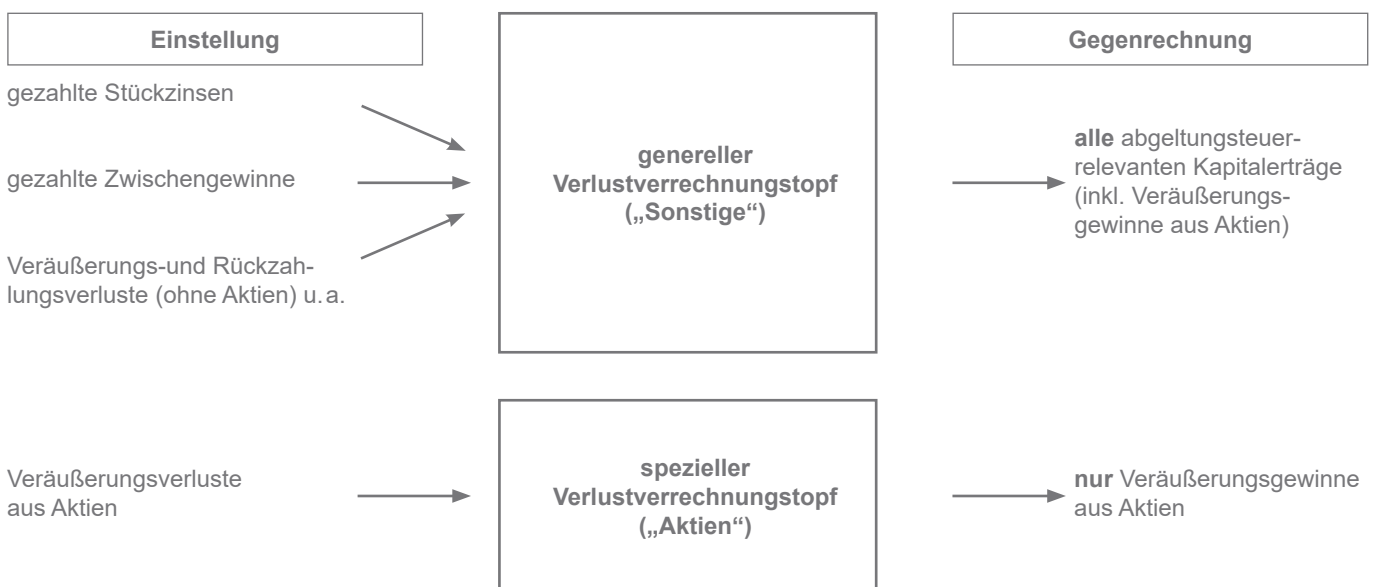 Einstellung
Gegenrechnung
gezahlte Stückzinsen
gezahlte Zwischengewinne
Veräußerungs-und Rückzah-
lungsverluste (ohne Aktien) u. a.
genereller
Verlustverrechnungstopf
(„Sonstige“)
alle abgeltungsteuer-
relevanten Kapitalerträge
(inkl. Veräußerungs-
gewinne aus Aktien)
Veräußerungsverluste
aus Aktien
spezieller
Verlustverrechnungstopf
(„Aktien“)
nur Veräußerungsgewinne
aus Aktien